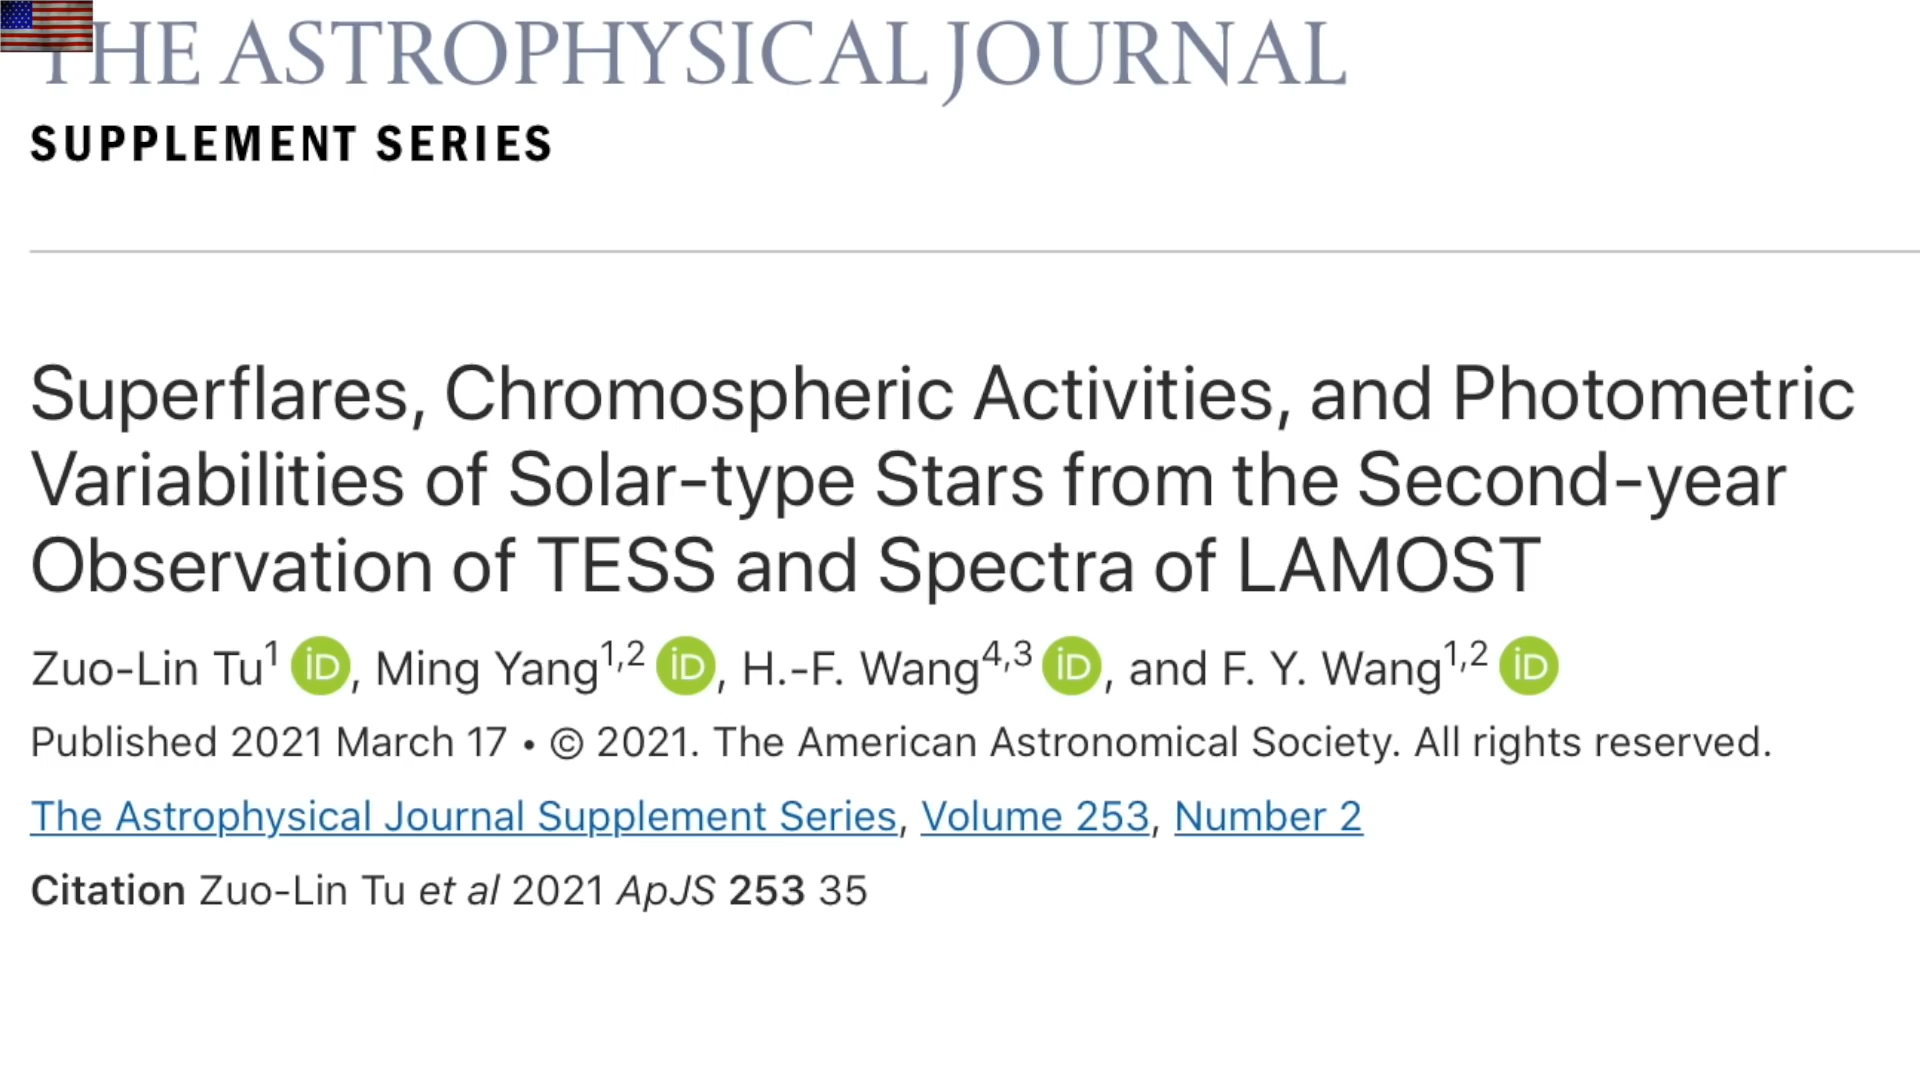 THE ASTROPHYSICAL JOURNAL
SUPPLEMENT SERIES
Superflares, Chromospheric Activities, and Photometric
Variabilities of Solar-type Stars from the Second-year
Observation of TESS and Spectra of LAMOST
Zuo-Lin Tu1 iD, Ming Yang1,2 iD, H.-F. Wang4,3 iD, and F. Y. Wang1,2 iD
Published 2021 March 17 • © 2021. The American Astronomical Society. All rights reserved.
The Astrophysical Journal Supplement Series, Volume 253, Number 2
Citation Zuo-Lin Tu et al 2021 ApJS 253 35